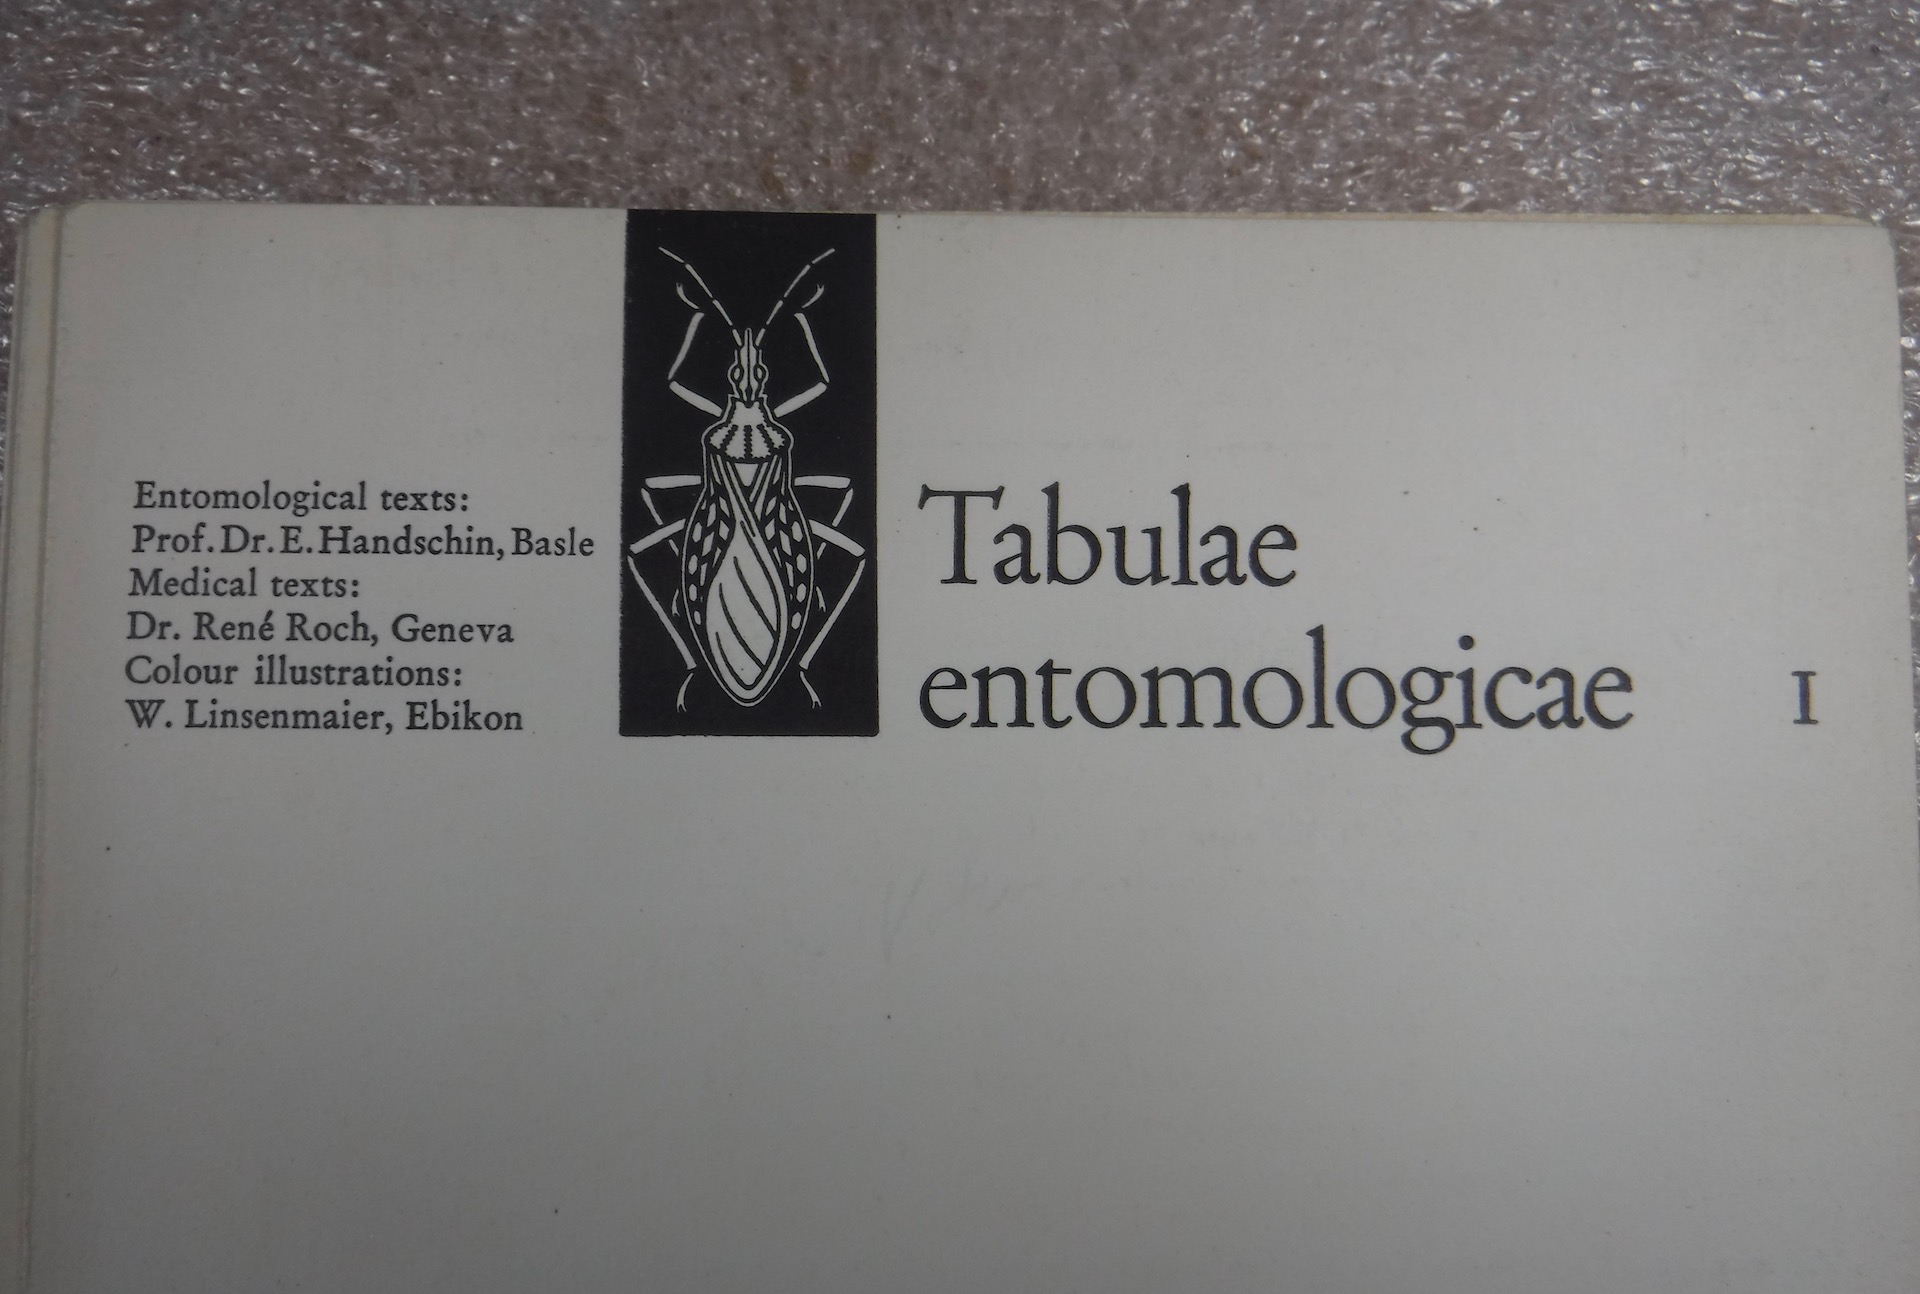 Entomological texts:
Prof. Dr. E. Handschin, Basle
Medical texts:
Dr. René Roch, Geneva
Colour illustrations:
W. Linsenmaier, Ebikon
Tabulae
entomologicae I